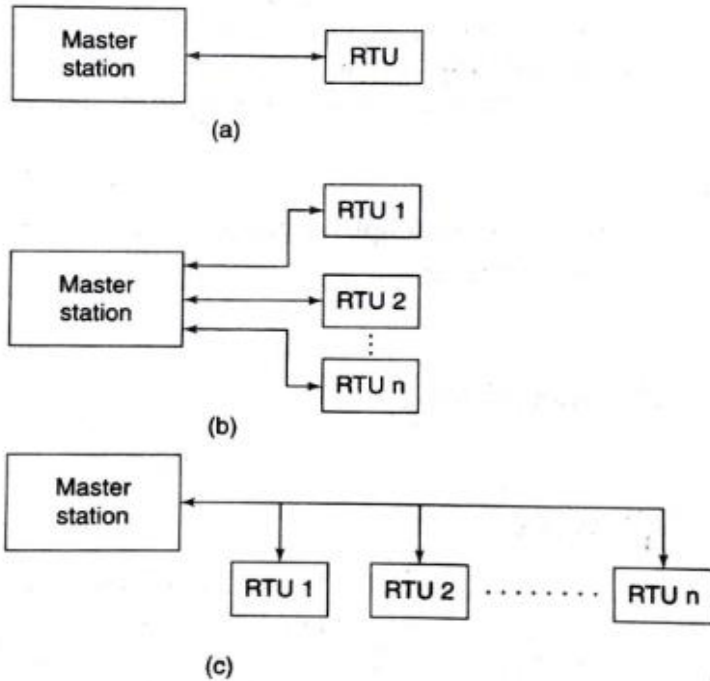 Master
station
RTU
(a)
RTU 1
Master
station
RTU 2
RTU n
(b)
Master
station
RTU 1
RTU 2
RTU n
(c)